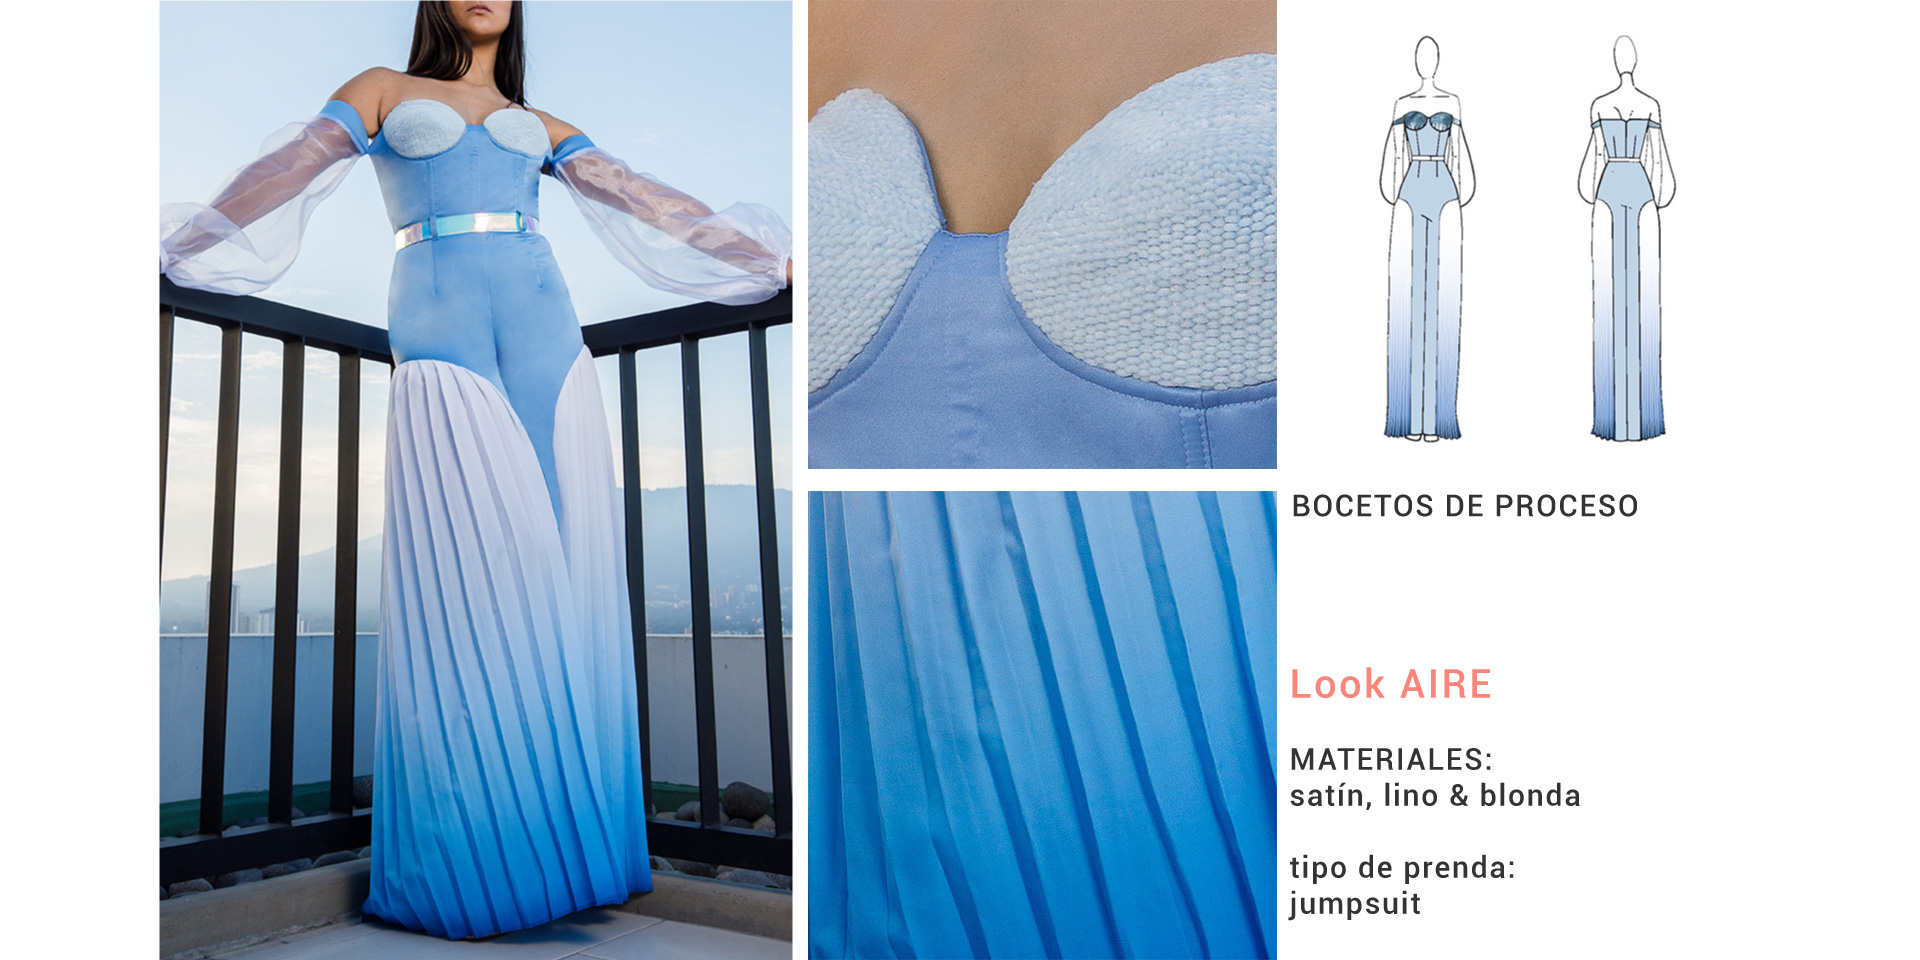 BOCETOS DE PROCESO
Look AIRE
MATERIALES:
satín, lino & blonda
tipo de prenda:
jumpsuit